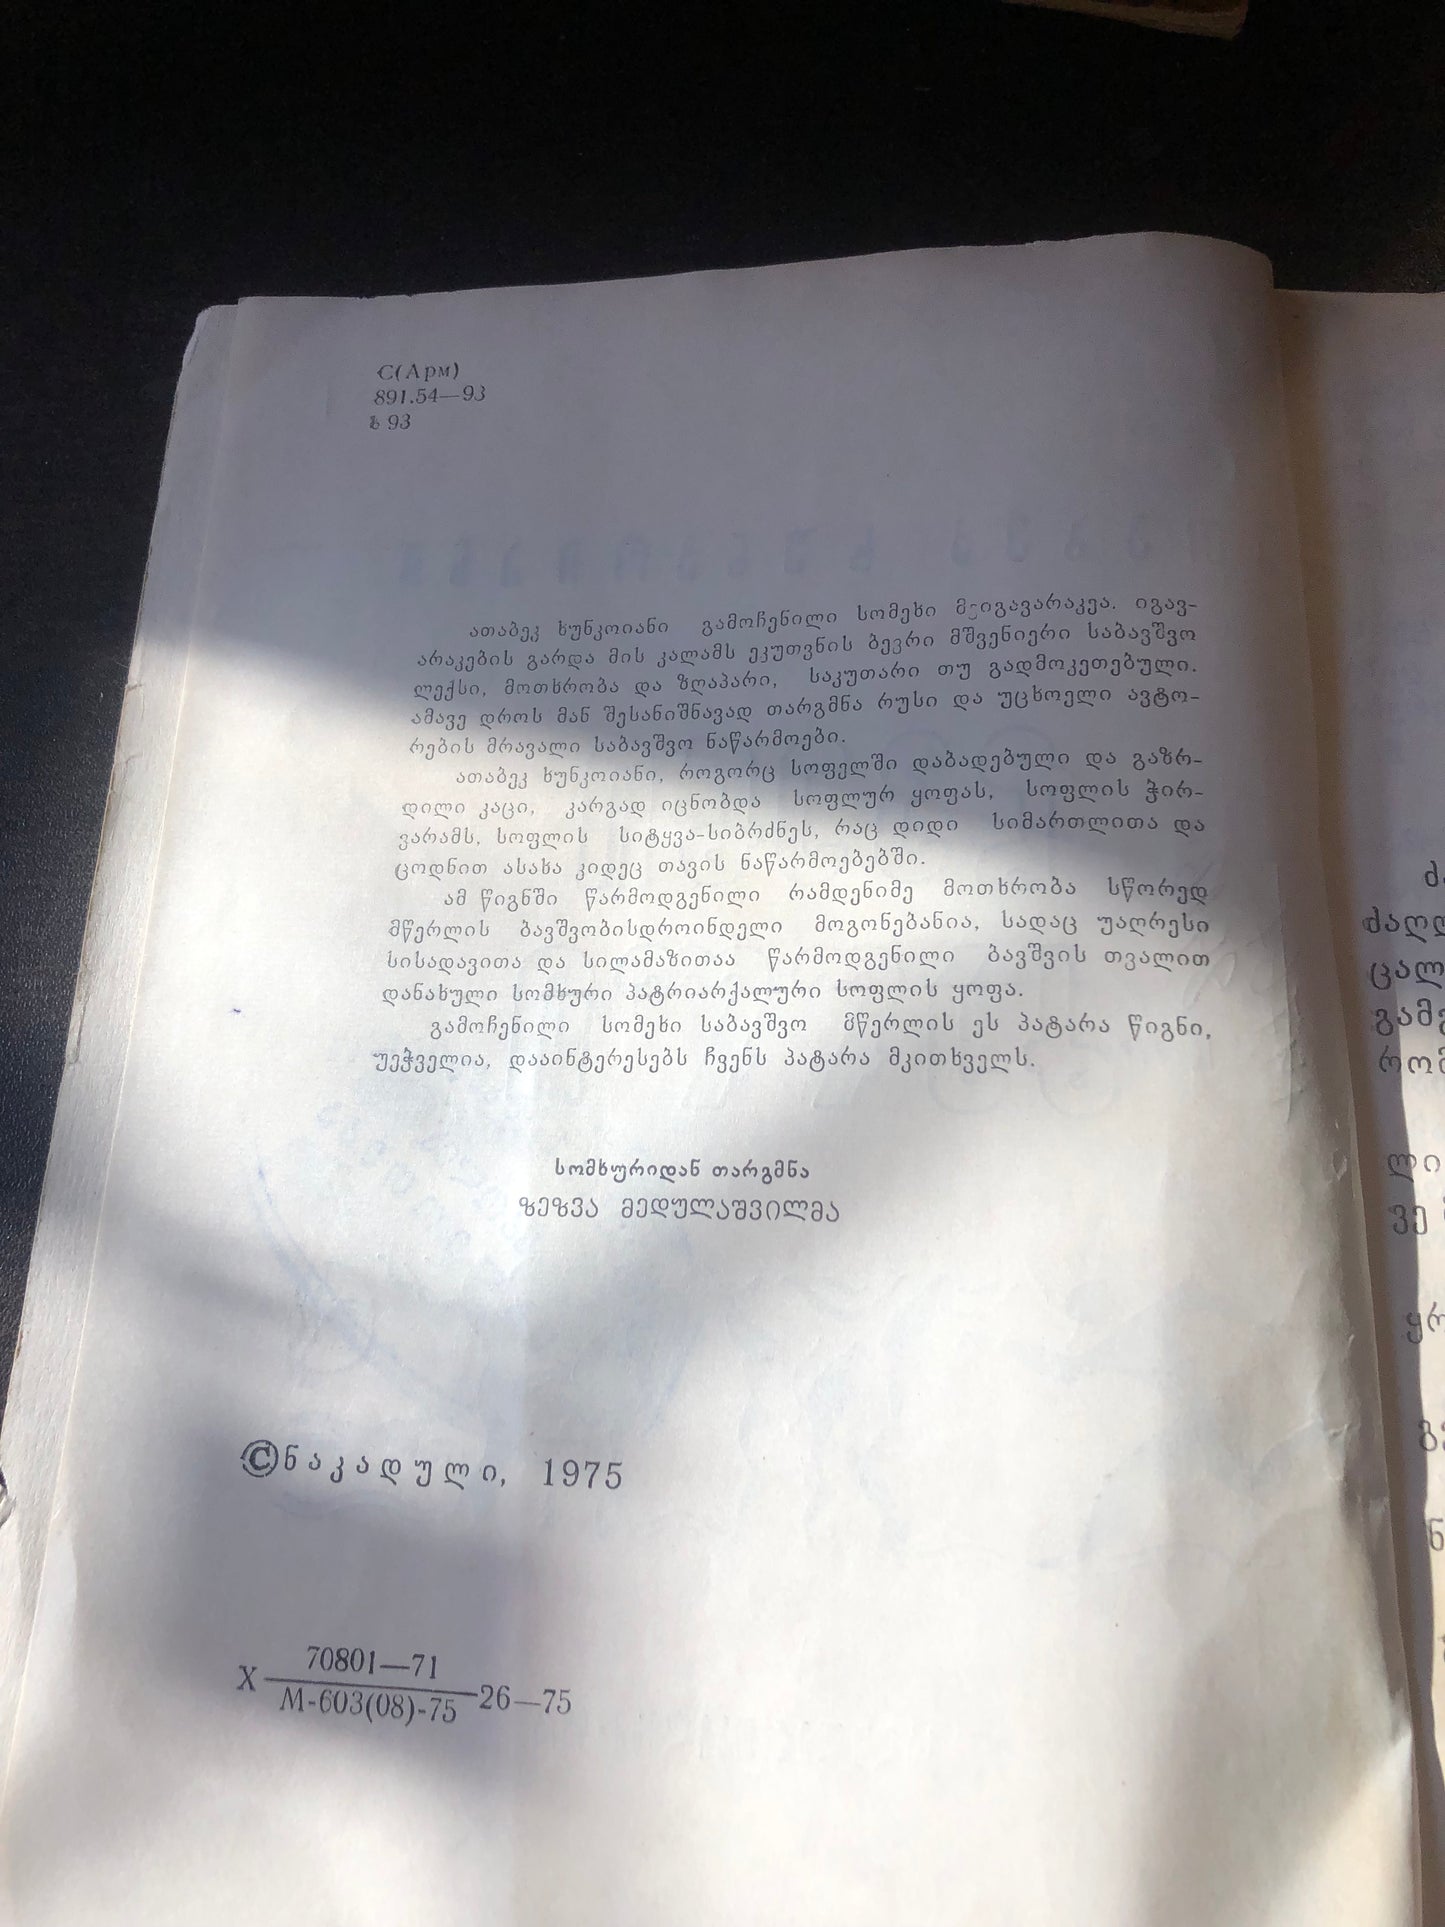 С(Арм)
891.54—93
ხ 93
ათაბეკ ხუნკოიანი გამოჩენილი სომეხი მეიგავარაკეა. იგავ-
არაკების გარდა მის კალამს ეკუთვნის ბევრი მშვენიერი საბავშვო
ლექსი, მოთხრობა და ზღაპარი, საკუთარი თუ გადმოკეთებული.
ამავე დროს მან შესანიშნავად თარგმნა რუსი და უცხოელი ავტო-
რების მრავალი საბავშვო ნაწარმოები.
ათაბეკ ხუნკოიანი, როგორც სოფელში დაბადებული და გაზრ-
დილი კაცი, კარგად იცნობდა სოფლურ ყოფას, სოფლის ჭირ-
ვარამს, სოფლის სიტყვა-სიბრძნეს, რაც დიდი სიმართლითა და
ცოდნით ასახა კიდეც თავის ნაწარმოებებში.
ამ წიგნში წარმოდგენილი რამდენიმე მოთხრობა სწორედ
მწერლის ბავშვობისდროინდელი მოგონებანია, სადაც უაღრესი
სისადავითა და სილამაზითაა წარმოდგენილი ბავშვის თვალით
დანახული სომხური პატრიარქალური სოფლის ყოფა.
გამოჩენილი სომეხი საბავშვო მწერლის ეს პატარა წიგნი,
უეჭველია, დააინტერესებს ჩვენს პატარა მკითხველს.
სომხურიდან თარგმნა
ზეზვა მედულაშვილმა
©ნაკადული, 1975
70801—71
Х 26—75
М-603(08)-75